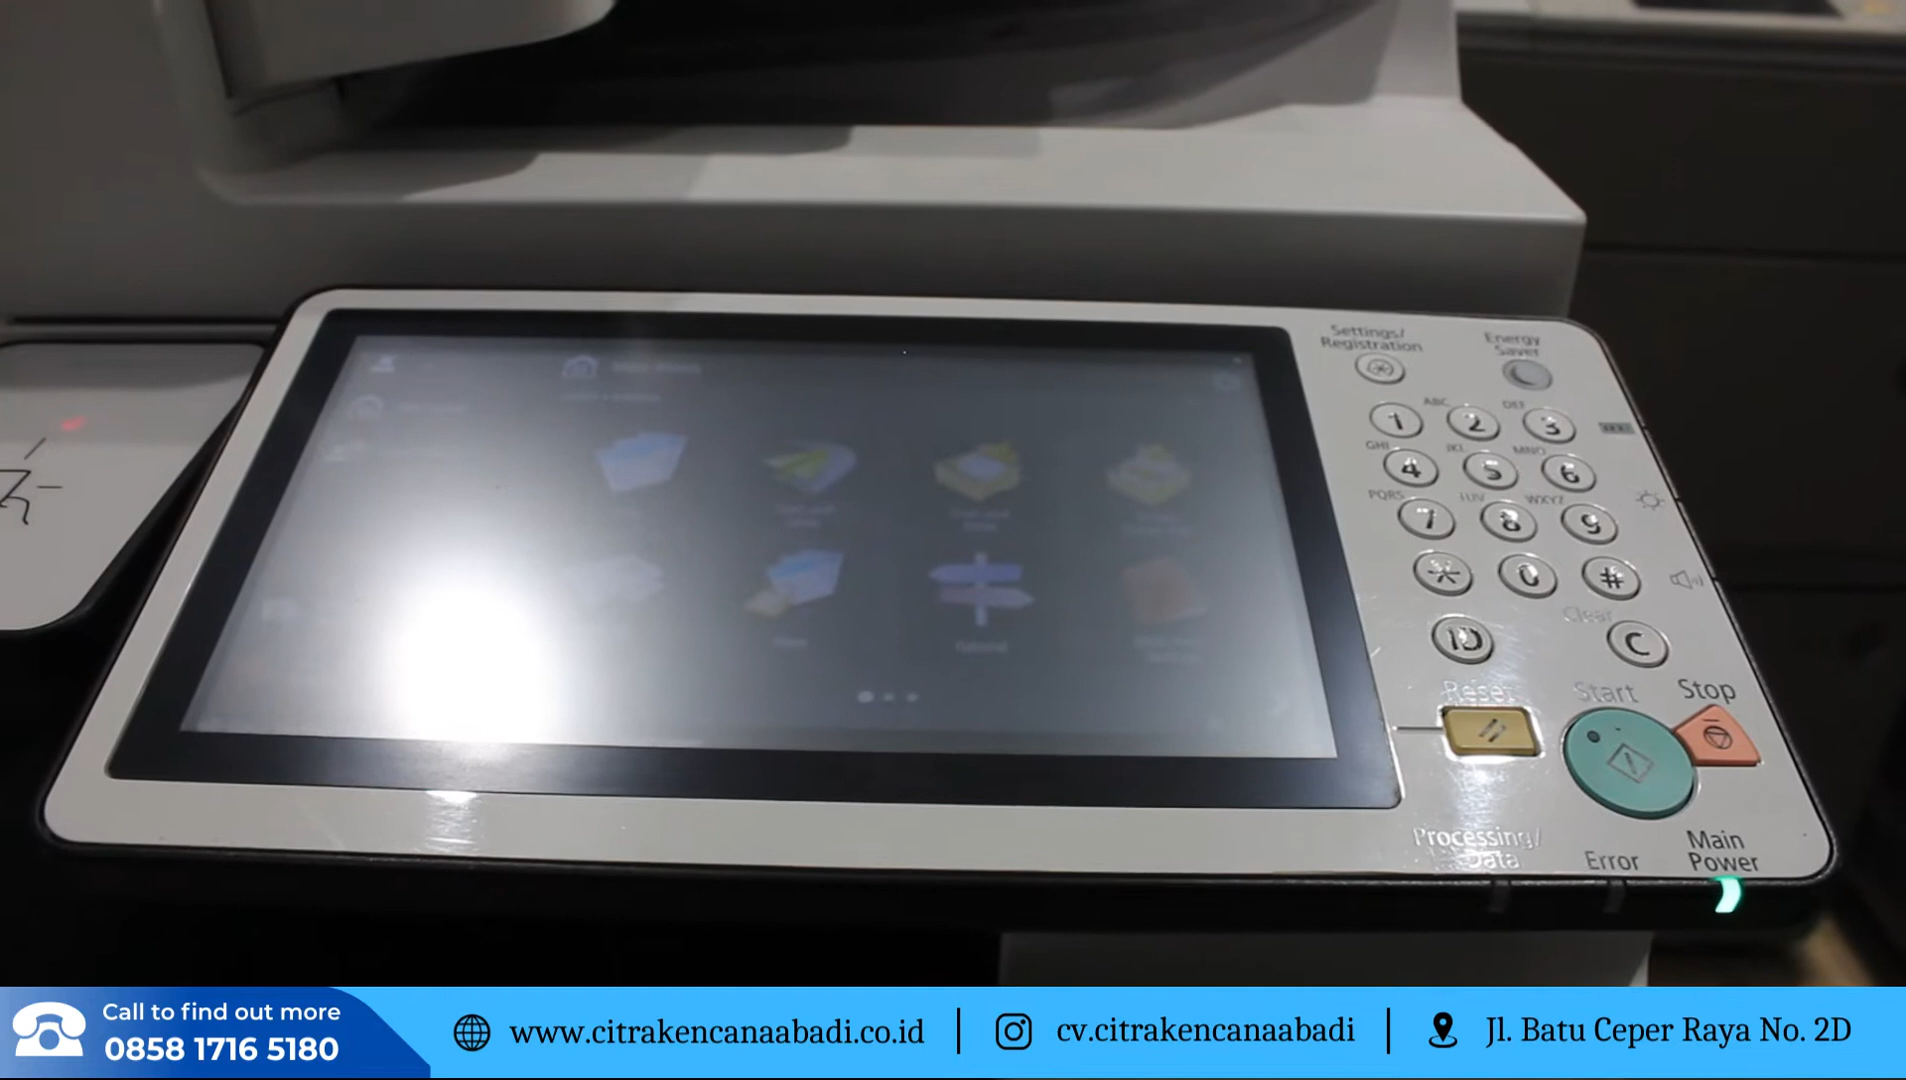 Settings/
Registration
Energy
Saver
1
ABC
2
DEF
3
GHI
4
JKL
5
MNO
6
PQRS
7
TUV
8
WXYZ
9
*
0
#
Clear
ID
C
Reset
Start
Stop
Processing/
Data
Error
Main
Power
Tutorial
Call to find out more
0858 1716 5180
www.citrakencanaabadi.co.id
cv.citrakencanaabadi
Jl. Batu Ceper Raya No. 2D